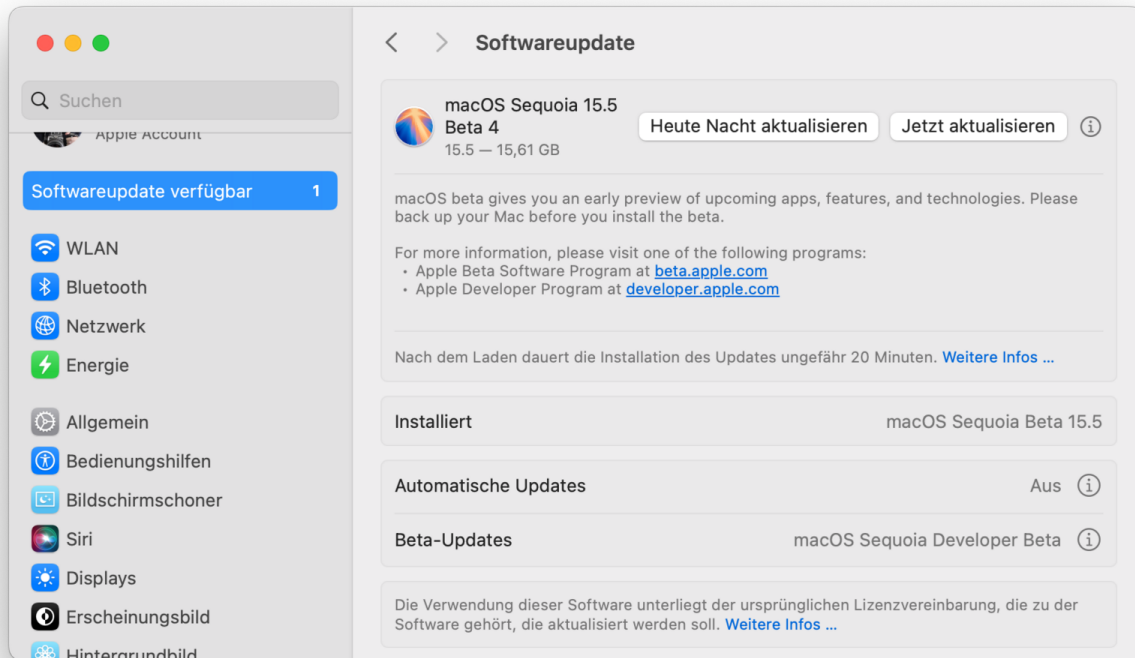 Suchen
Apple Account
Softwareupdate verfügbar 1
WLAN
Bluetooth
Netzwerk
Energie
Allgemein
Bedienungshilfen
Bildschirmschoner
Siri
Displays
Erscheinungsbild
Hintergrundbild
Softwareupdate
macOS Sequoia 15.5
Beta 4
15.5 — 15,61 GB
Heute Nacht aktualisieren
Jetzt aktualisieren
macOS beta gives you an early preview of upcoming apps, features, and technologies. Please
back up your Mac before you install the beta.
For more information, please visit one of the following programs:
• Apple Beta Software Program at beta.apple.com
• Apple Developer Program at developer.apple.com
Nach dem Laden dauert die Installation des Updates ungefähr 20 Minuten. Weitere Infos ...
Installiert macOS Sequoia Beta 15.5
Automatische Updates Aus
Beta-Updates macOS Sequoia Developer Beta
Die Verwendung dieser Software unterliegt der ursprünglichen Lizenzvereinbarung, die zu der
Software gehört, die aktualisiert werden soll. Weitere Infos ...